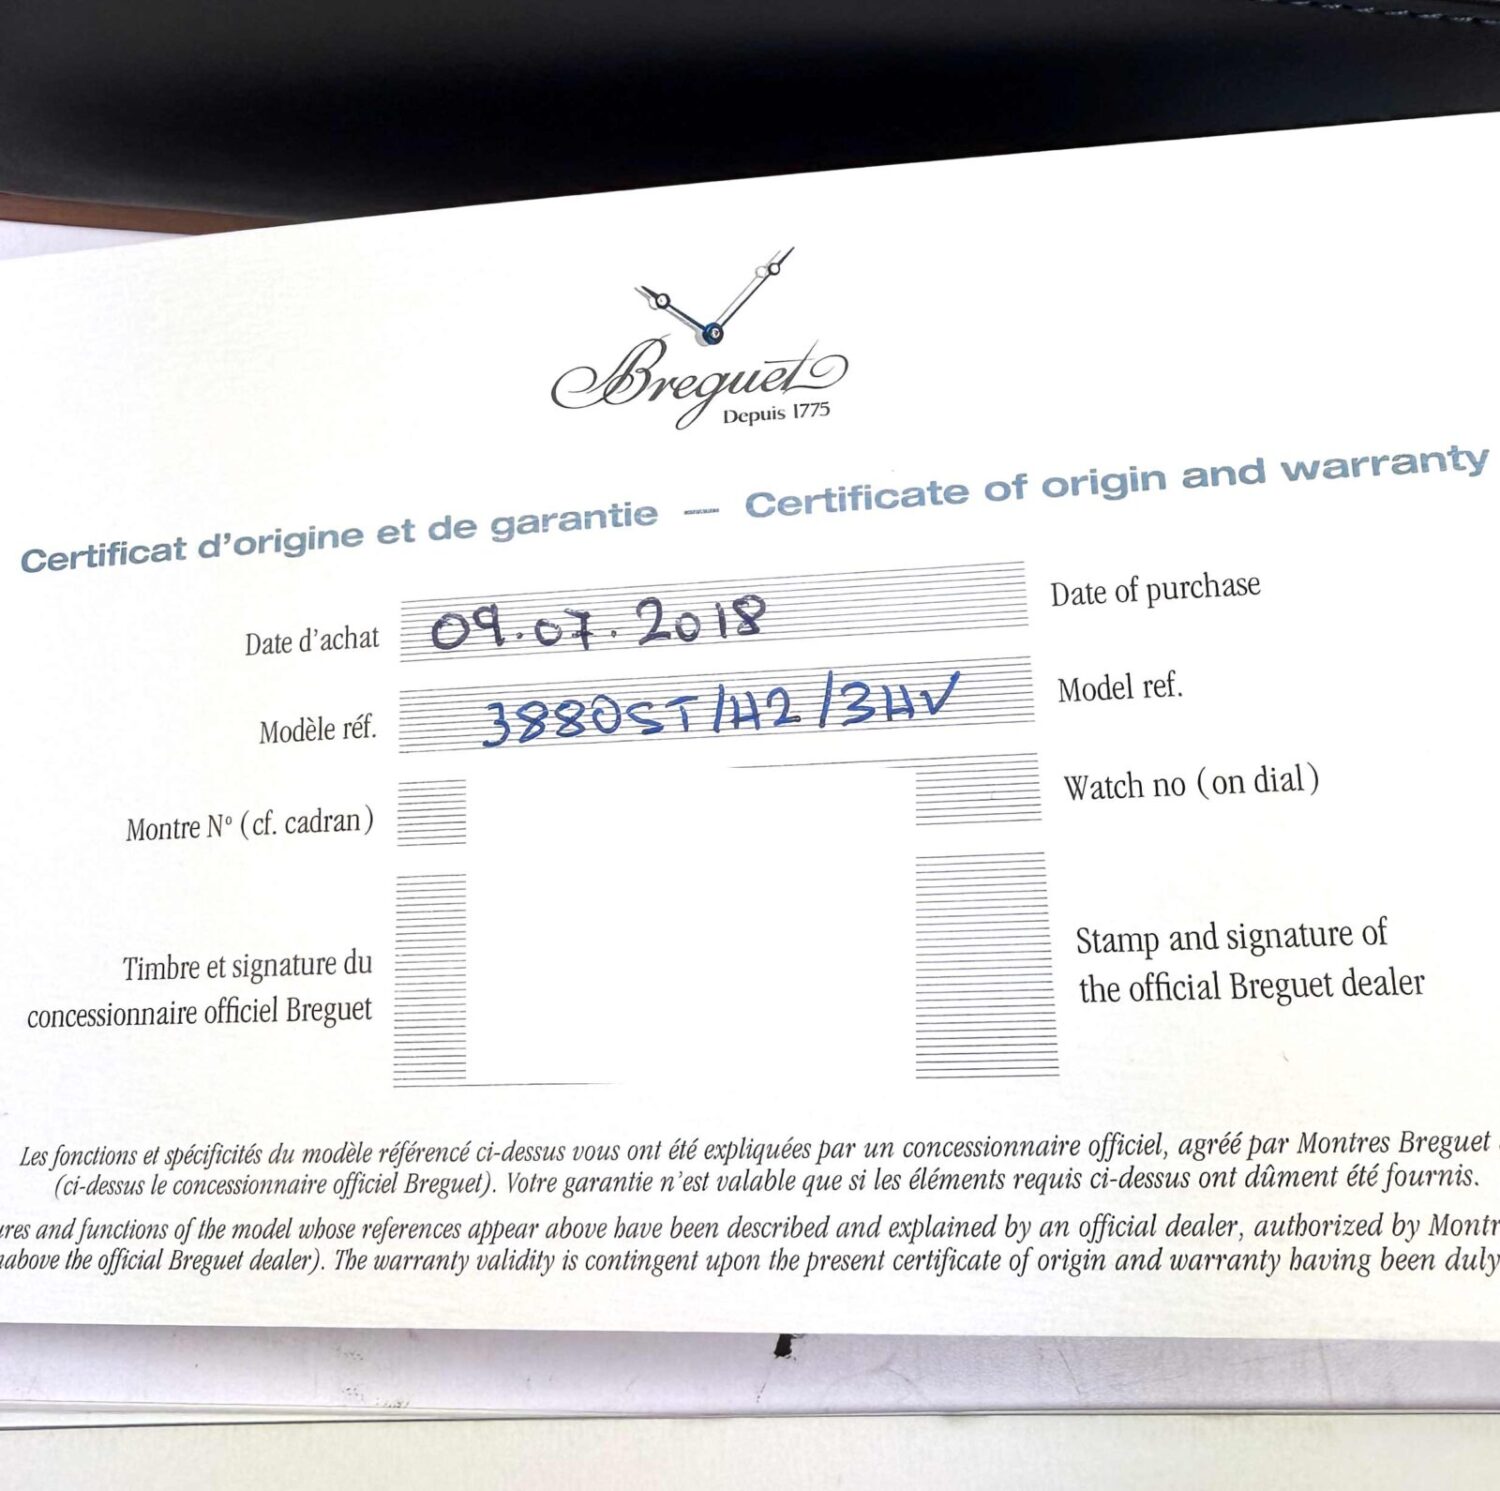 Breguet
Depuis 1775
Certificat d'origine et de garantie — Certificate of origin and warranty
Date d'achat 09.07.2018 Date of purchase
Modèle réf. 3880ST/H2/3HV Model ref.
Montre N° (cf. cadran) Watch no (on dial)
Timbre et signature du
concessionnaire officiel Breguet
Stamp and signature of
the official Breguet dealer
Les fonctions et spécificités du modèle référencé ci-dessus vous ont été expliquées par un concessionnaire officiel, agréé par Montres Breguet
(ci-dessus le concessionnaire officiel Breguet). Votre garantie n'est valable que si les éléments requis ci-dessus ont dûment été fournis.
and functions of the model whose references appear above have been described and explained by an official dealer, authorized by
above the official Breguet dealer). The warranty validity is contingent upon the present certificate of origin and warranty having been duly